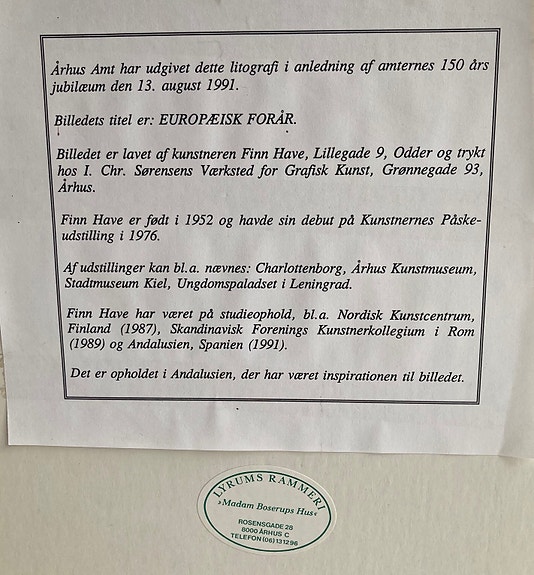 Århus Amt har udgivet dette litografi i anledning af amternes 150 års
jubilæum den 13. august 1991.
Billedets titel er: EUROPÆISK FORÅR.
Billedet er lavet af kunstneren Finn Have, Lillegade 9, Odder og trykt
hos I. Chr. Sørensens Værksted for Grafisk Kunst, Grønnegade 93,
Århus.
Finn Have er født i 1952 og havde sin debut på Kunstnernes Påske-
udstilling i 1976.
Af udstillinger kan bl.a. nævnes: Charlottenborg, Århus Kunstmuseum,
Stadtmuseum Kiel, Ungdomspaladset i Leningrad.
Finn Have har været på studieophold, bl.a. Nordisk Kunstcentrum,
Finland (1987), Skandinavisk Forenings Kunstnerkollegium i Rom
(1989) og Andalusien, Spanien (1991).
Det er opholdet i Andalusien, der har været inspirationen til billedet.
LYRUMS RAMMERI
›Madam Boserups Hus‹
ROSENSGADE 28
8000 ÅRHUS C
TELEFON (06) 13 12 96